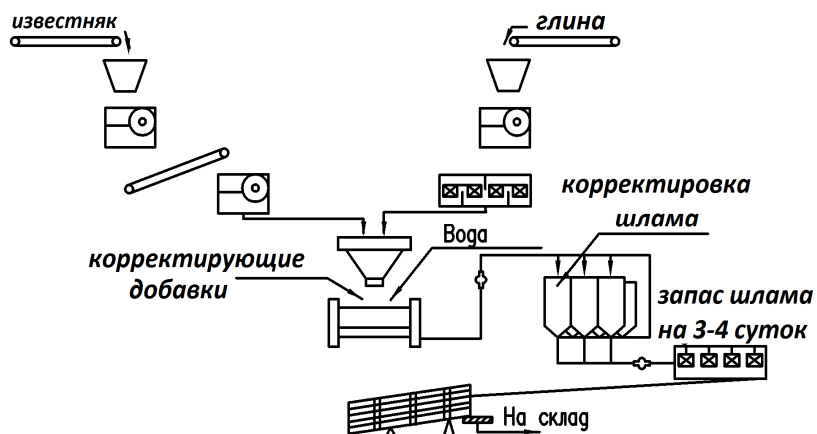 известняк
глина
корректировка
шлама
Вода
корректирующие
добавки
запас шлама
на 3-4 суток
На склад